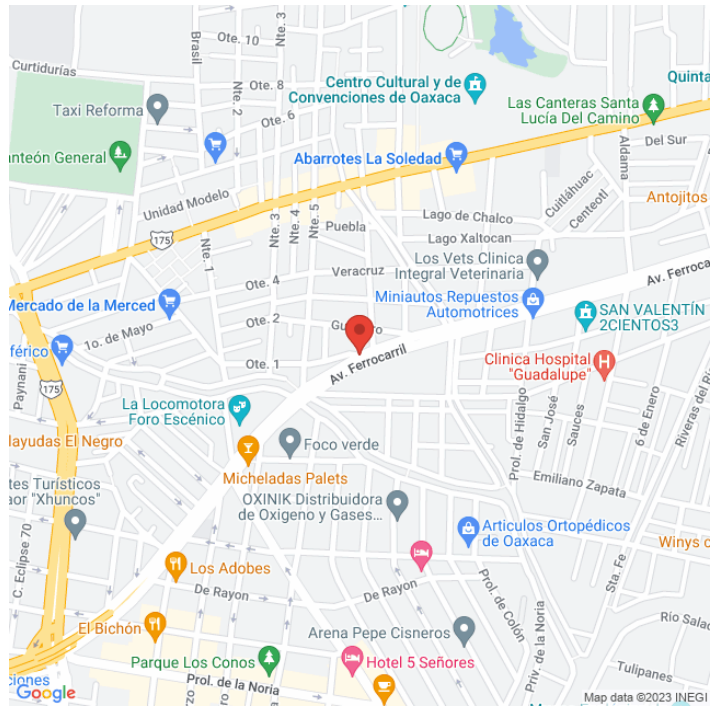 Curtidurías
Brasil
Nte. 2
Nte. 3
Ote. 10
Ote. 8
Ote. 6
Taxi Reforma
Centro Cultural y de
Convenciones de Oaxaca
Quinta
Las Canteras Santa
Lucía Del Camino
Del Sur
Aldama
anteón General
Abarrotes La Soledad
Unidad Modelo
Cuitláhuac
Centeotl
Antojitos
Lago de Chalco
Lago Xaltocan
Nte. 3
Nte. 4
Nte. 5
Puebla
175
Nte. 1
Veracruz
Ote. 4
Los Vets Clinica
Integral Veterinaria
Av. Ferroca
Mercado de la Merced
Miniautos Repuestos
Automotrices
SAN VALENTÍN
2CIENTOS3
1o. de Mayo
Ote. 2
Gu
ro
Ote. 1
Av. Ferrocarril
iférico
Paynani
175
Clinica Hospital
"Guadalupe"
H
La Locomotora
Foro Escénico
Prol. de Hidalgo
San José
Sauces
6 de Enero
Riveras del Rí
layudas El Negro
Foco verde
Micheladas Palets
Emiliano Zapata
tes Turísticos
aor "Xhuncos"
OXINIK Distribuidora
de Oxigeno y Gases...
Articulos Ortopédicos
de Oaxaca
Winys c
C. Eclipse 70
Los Adobes
De Rayon
De Rayon
Prol. de Colón
Priv. de la Noria
Sta. Fe
Río Salad
El Bichón
Arena Pepe Cisneros
Parque Los Conos
Hotel 5 Señores
Tulipanes
ciones
Prol. de la Noria
Google
Map data ©2023 INEGI